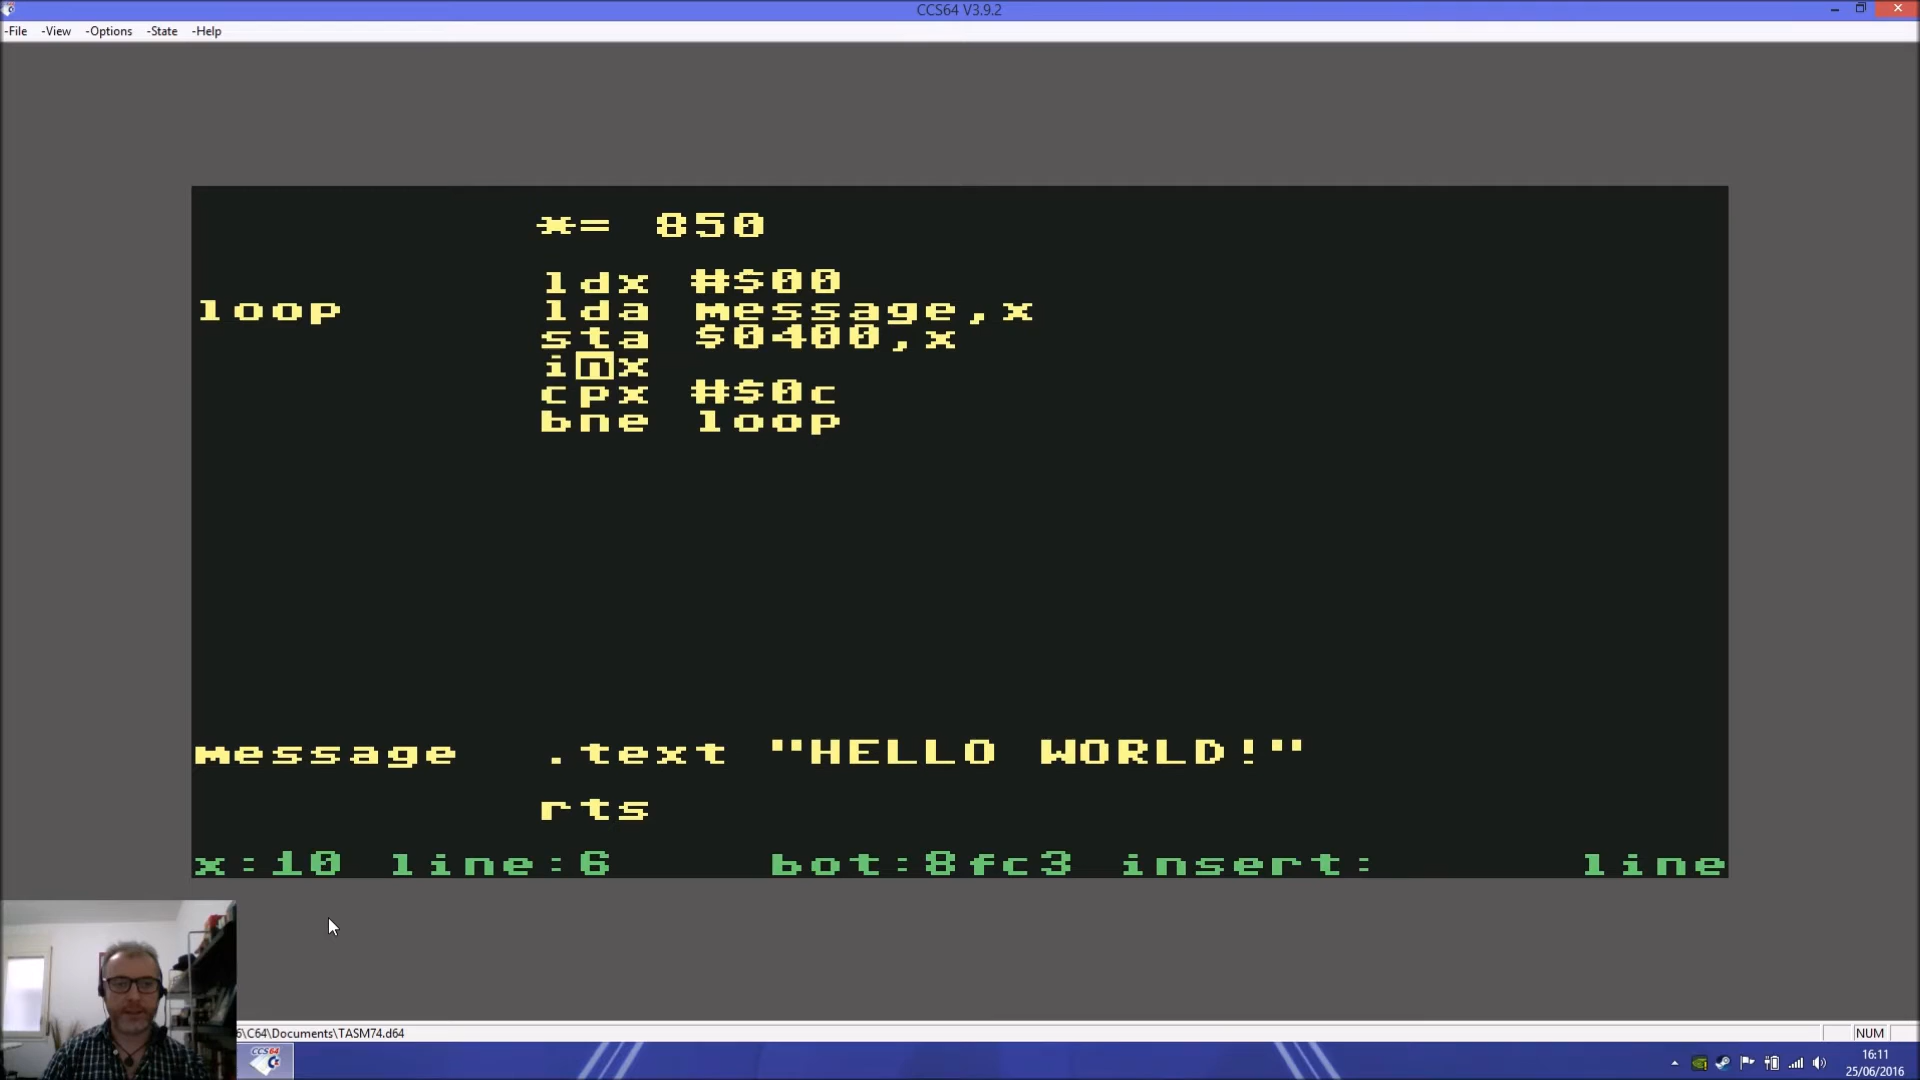 CCS64 V3.9.2
-File -View -Options -State -Help
*= 850
ldx #$00
loop lda message,x
sta $0400,x
inx
cpx #$0c
bne loop
message .text "HELLO WORLD!"
rts
x:10 line:6 bot:8fc3 insert: line
6\C64\Documents\TASM74.d64
NUM
CCS64
16:11
25/06/2016